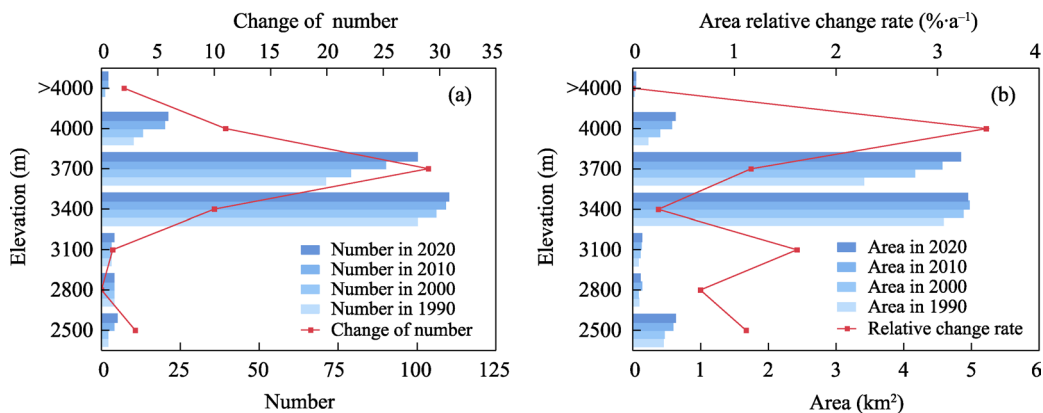 Change of number
0 5 10 15 20 25 30 35
Elevation (m)
>4000
4000
3700
3400
3100
2800
2500
(a)
Number in 2020
Number in 2010
Number in 2000
Number in 1990
Change of number
0 25 50 75 100 125
Number
Area relative change rate (%·a⁻¹)
0 1 2 3 4
Elevation (m)
>4000
4000
3700
3400
3100
2800
2500
(b)
Area in 2020
Area in 2010
Area in 2000
Area in 1990
Relative change rate
0 1 2 3 4 5 6
Area (km²)